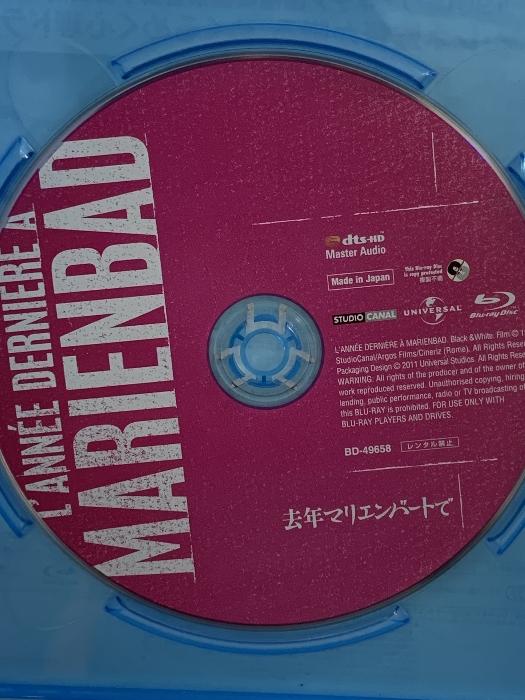 L'ANNÉE DERNIÈRE À
MARIENBAD
dts-HD
Master Audio
Made in Japan
This Blu-ray Disc
is copy protected
複製不能
STUDIO CANAL
UNIVERSAL
Blu-ray Disc
L'ANNÉE DERNIÈRE À MARIENBAD. Black & White. Film ©
StudioCanal/Argos Films/Cineriz (Rome). All Rights
Packaging Design © 2011 Universal Studios. All Rights
WARNING: All rights of the producer and of the owner of
work reproduced reserved. Unauthorised copying, hiring
lending, public performance, radio or TV broadcasting of
this BLU-RAY is prohibited. FOR USE ONLY WITH
BLU-RAY PLAYERS AND DRIVES.
BD-49658
レンタル禁止
去年マリエンバートで